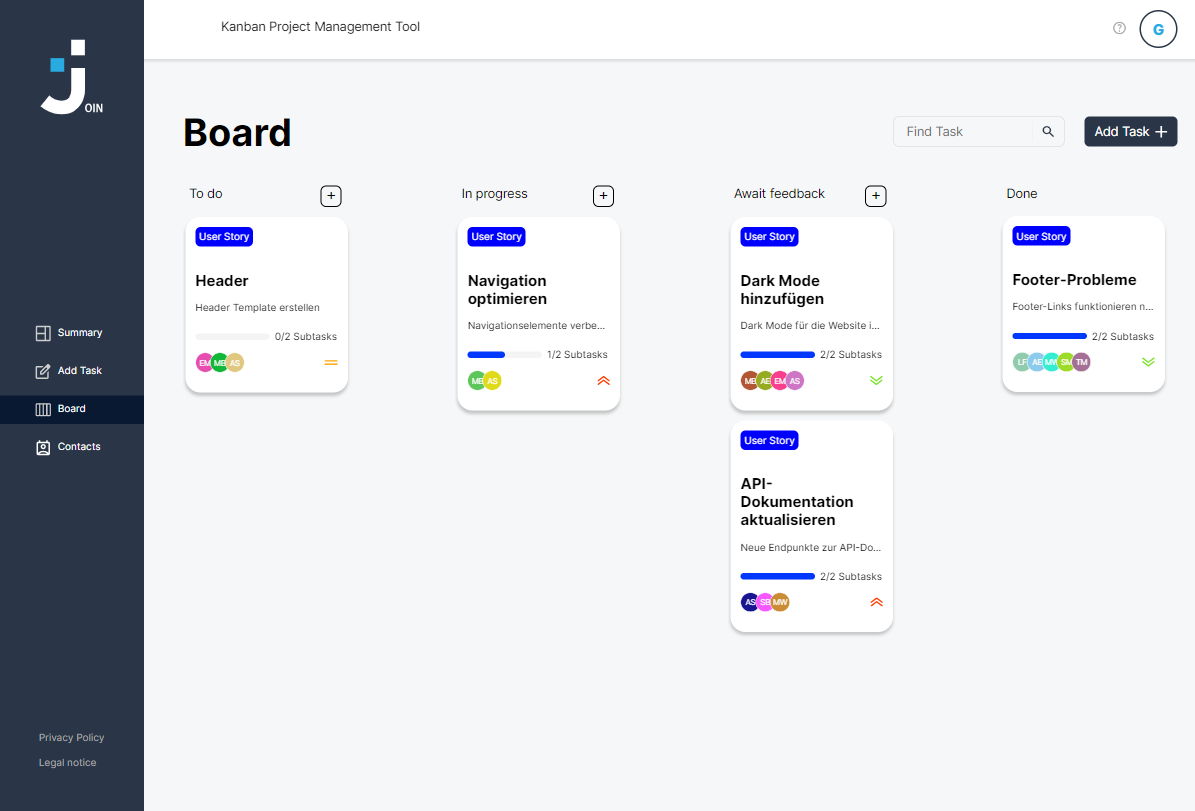 Kanban Project Management Tool
G
OIN
Board
Find Task
Add Task
To do
In progress
Await feedback
Done
User Story
Header
Header Template erstellen
0/2 Subtasks
EM
MB
AS
User Story
Navigation
optimieren
Navigationselemente verbe...
1/2 Subtasks
MB
AS
User Story
Dark Mode
hinzufügen
Dark Mode für die Website i...
2/2 Subtasks
MB
AE
EM
AS
User Story
API-
Dokumentation
aktualisieren
Neue Endpunkte zur API-Do...
2/2 Subtasks
AS
SB
MW
User Story
Footer-Probleme
Footer-Links funktionieren n...
2/2 Subtasks
LF
AE
MW
SM
TM
Summary
Add Task
Board
Contacts
Privacy Policy
Legal notice